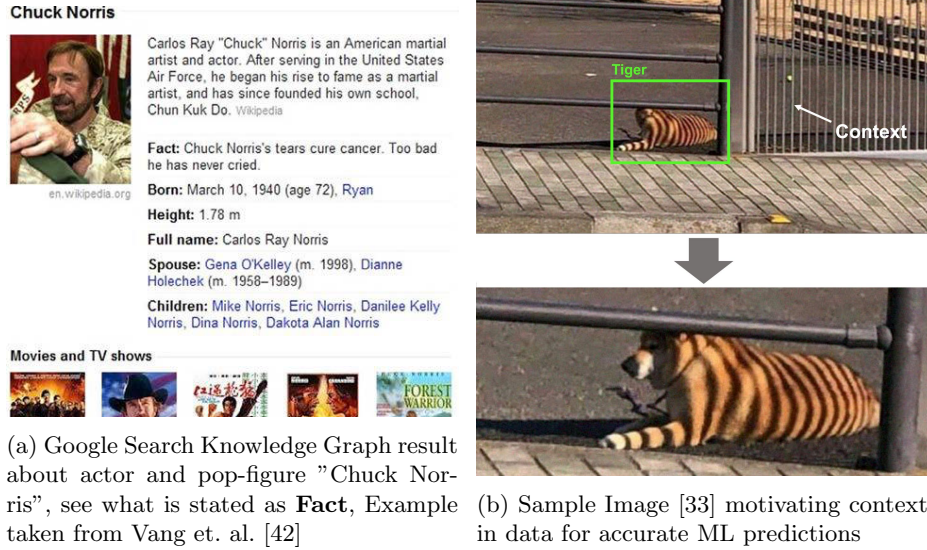 Chuck Norris
Carlos Ray "Chuck" Norris is an American martial
artist and actor. After serving in the United States
Air Force, he began his rise to fame as a martial
artist, and has since founded his own school,
Chun Kuk Do. Wikipedia
Fact: Chuck Norris's tears cure cancer. Too bad
he has never cried.
en.wikipedia.org
Born: March 10, 1940 (age 72), Ryan
Height: 1.78 m
Full name: Carlos Ray Norris
Spouse: Gena O'Kelley (m. 1998), Dianne
Holechek (m. 1958–1989)
Children: Mike Norris, Eric Norris, Danilee Kelly
Norris, Dina Norris, Dakota Alan Norris
Movies and TV shows
FOREST
WARRIOR
(a) Google Search Knowledge Graph result
about actor and pop-figure ”Chuck Nor-
ris”, see what is stated as Fact, Example
taken from Vang et. al. [42]
Tiger
Context
(b) Sample Image [33] motivating context
in data for accurate ML predictions